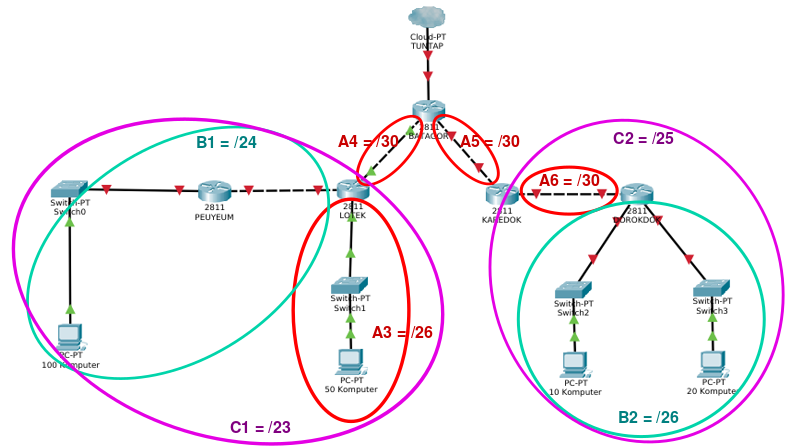 Cloud-PT
TUNTAP
2811
BATAGOR
A4 = /30
A5 = /30
B1 = /24
C2 = /25
A6 = /30
Switch-PT
Switch0
2811
PEUYEUM
2811
LOTEK
2811
KAREDOK
2811
BOROKDOK
Switch-PT
Switch1
Switch-PT
Switch2
Switch-PT
Switch3
A3 = /26
PC-PT
100 Komputer
PC-PT
50 Komputer
PC-PT
10 Komputer
PC-PT
20 Komputer
C1 = /23
B2 = /26